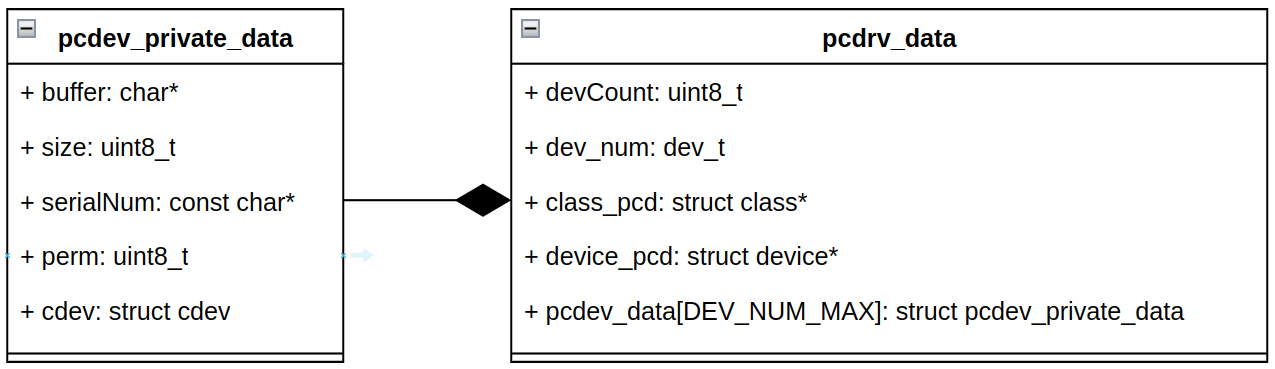 pcdev_private_data
+ buffer: char*
+ size: uint8_t
+ serialNum: const char*
+ perm: uint8_t
+ cdev: struct cdev
pcdrv_data
+ devCount: uint8_t
+ dev_num: dev_t
+ class_pcd: struct class*
+ device_pcd: struct device*
+ pcdev_data[DEV_NUM_MAX]: struct pcdev_private_data